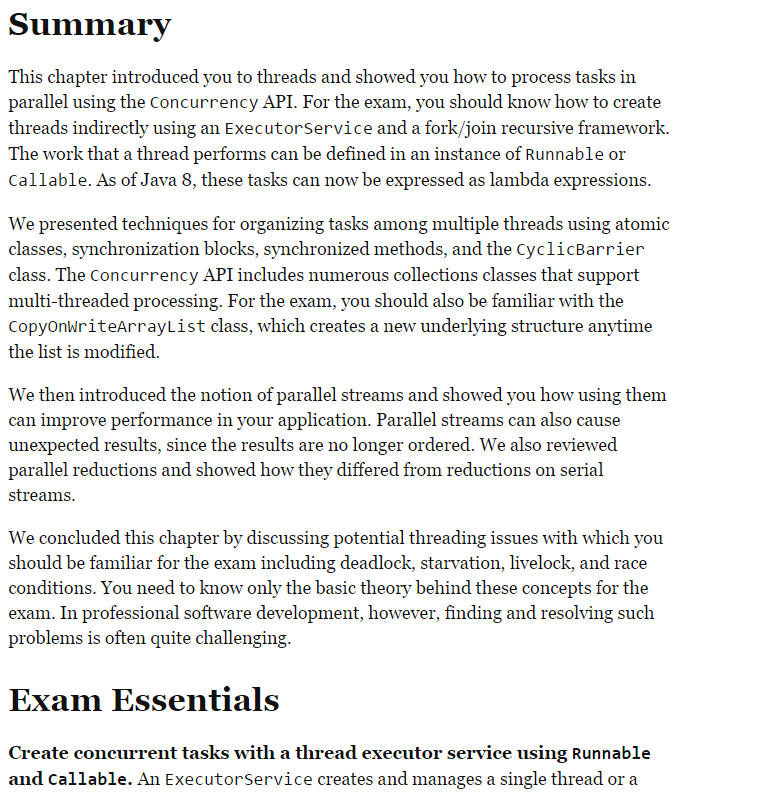 Summary
This chapter introduced you to threads and showed you how to process tasks in
parallel using the Concurrency API. For the exam, you should know how to create
threads indirectly using an ExecutorService and a fork/join recursive framework.
The work that a thread performs can be defined in an instance of Runnable or
Callable. As of Java 8, these tasks can now be expressed as lambda expressions.
We presented techniques for organizing tasks among multiple threads using atomic
classes, synchronization blocks, synchronized methods, and the CyclicBarrier
class. The Concurrency API includes numerous collections classes that support
multi-threaded processing. For the exam, you should also be familiar with the
CopyOnWriteArrayList class, which creates a new underlying structure anytime
the list is modified.
We then introduced the notion of parallel streams and showed you how using them
can improve performance in your application. Parallel streams can also cause
unexpected results, since the results are no longer ordered. We also reviewed
parallel reductions and showed how they differed from reductions on serial
streams.
We concluded this chapter by discussing potential threading issues with which you
should be familiar for the exam including deadlock, starvation, livelock, and race
conditions. You need to know only the basic theory behind these concepts for the
exam. In professional software development, however, finding and resolving such
problems is often quite challenging.
Exam Essentials
Create concurrent tasks with a thread executor service using Runnable
and Callable. An ExecutorService creates and manages a single thread or a